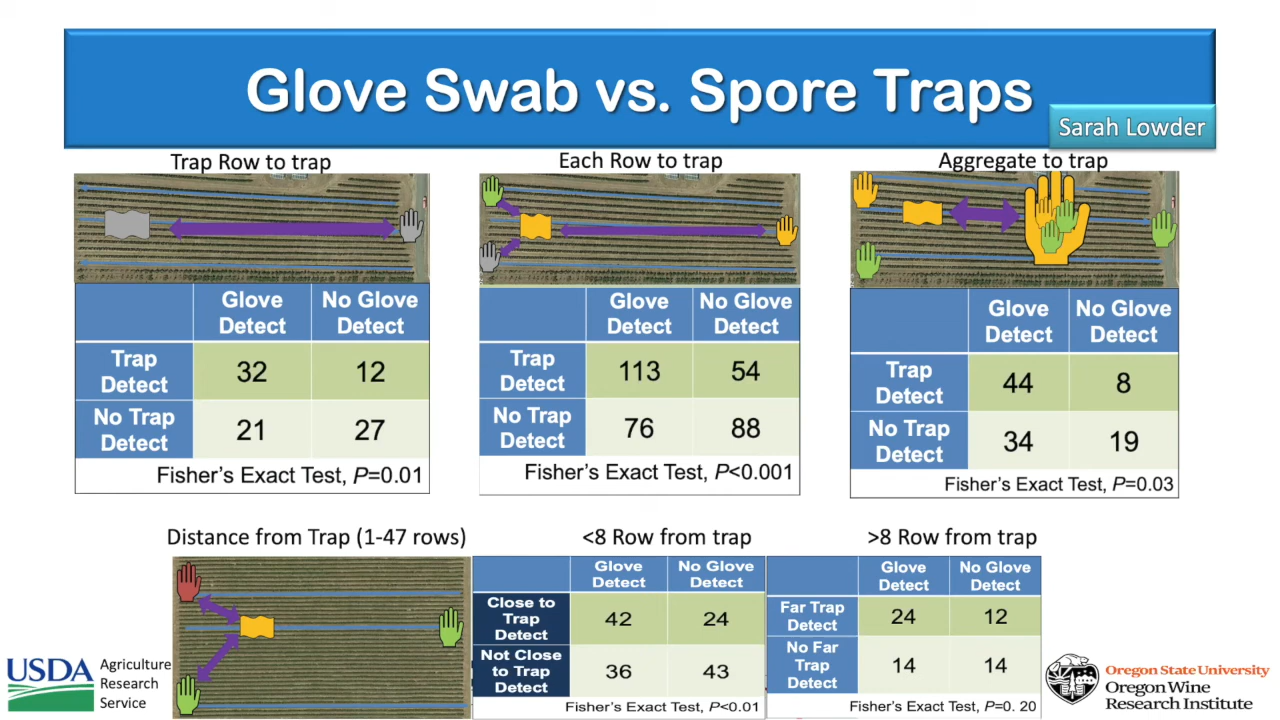 Glove Swab vs. Spore Traps
Sarah Lowder
Trap Row to trap
Glove Detect No Glove Detect
Trap Detect 32 12
No Trap Detect 21 27
Fisher's Exact Test, P=0.01
Each Row to trap
Glove Detect No Glove Detect
Trap Detect 113 54
No Trap Detect 76 88
Fisher's Exact Test, P<0.001
Aggregate to trap
Glove Detect No Glove Detect
Trap Detect 44 8
No Trap Detect 34 19
Fisher's Exact Test, P=0.03
Distance from Trap (1-47 rows)
<8 Row from trap
Glove Detect No Glove Detect
Close to Trap Detect 42 24
Not Close to Trap Detect 36 43
Fisher's Exact Test, P<0.01
>8 Row from trap
Glove Detect No Glove Detect
Far Trap Detect 24 12
No Far Trap Detect 14 14
Fisher's Exact Test, P=0. 20
USDA
Agriculture
Research
Service
Oregon State University
Oregon Wine
Research Institute